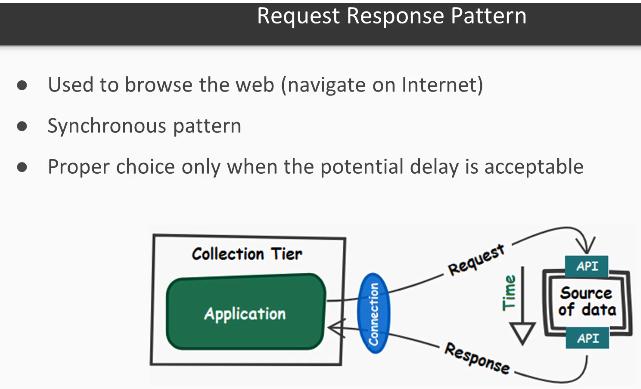 Request Response Pattern
● Used to browse the web (navigate on Internet)
● Synchronous pattern
● Proper choice only when the potential delay is acceptable
Collection Tier
Application
Connection
Request
Response
Time
API
Source
of data
API